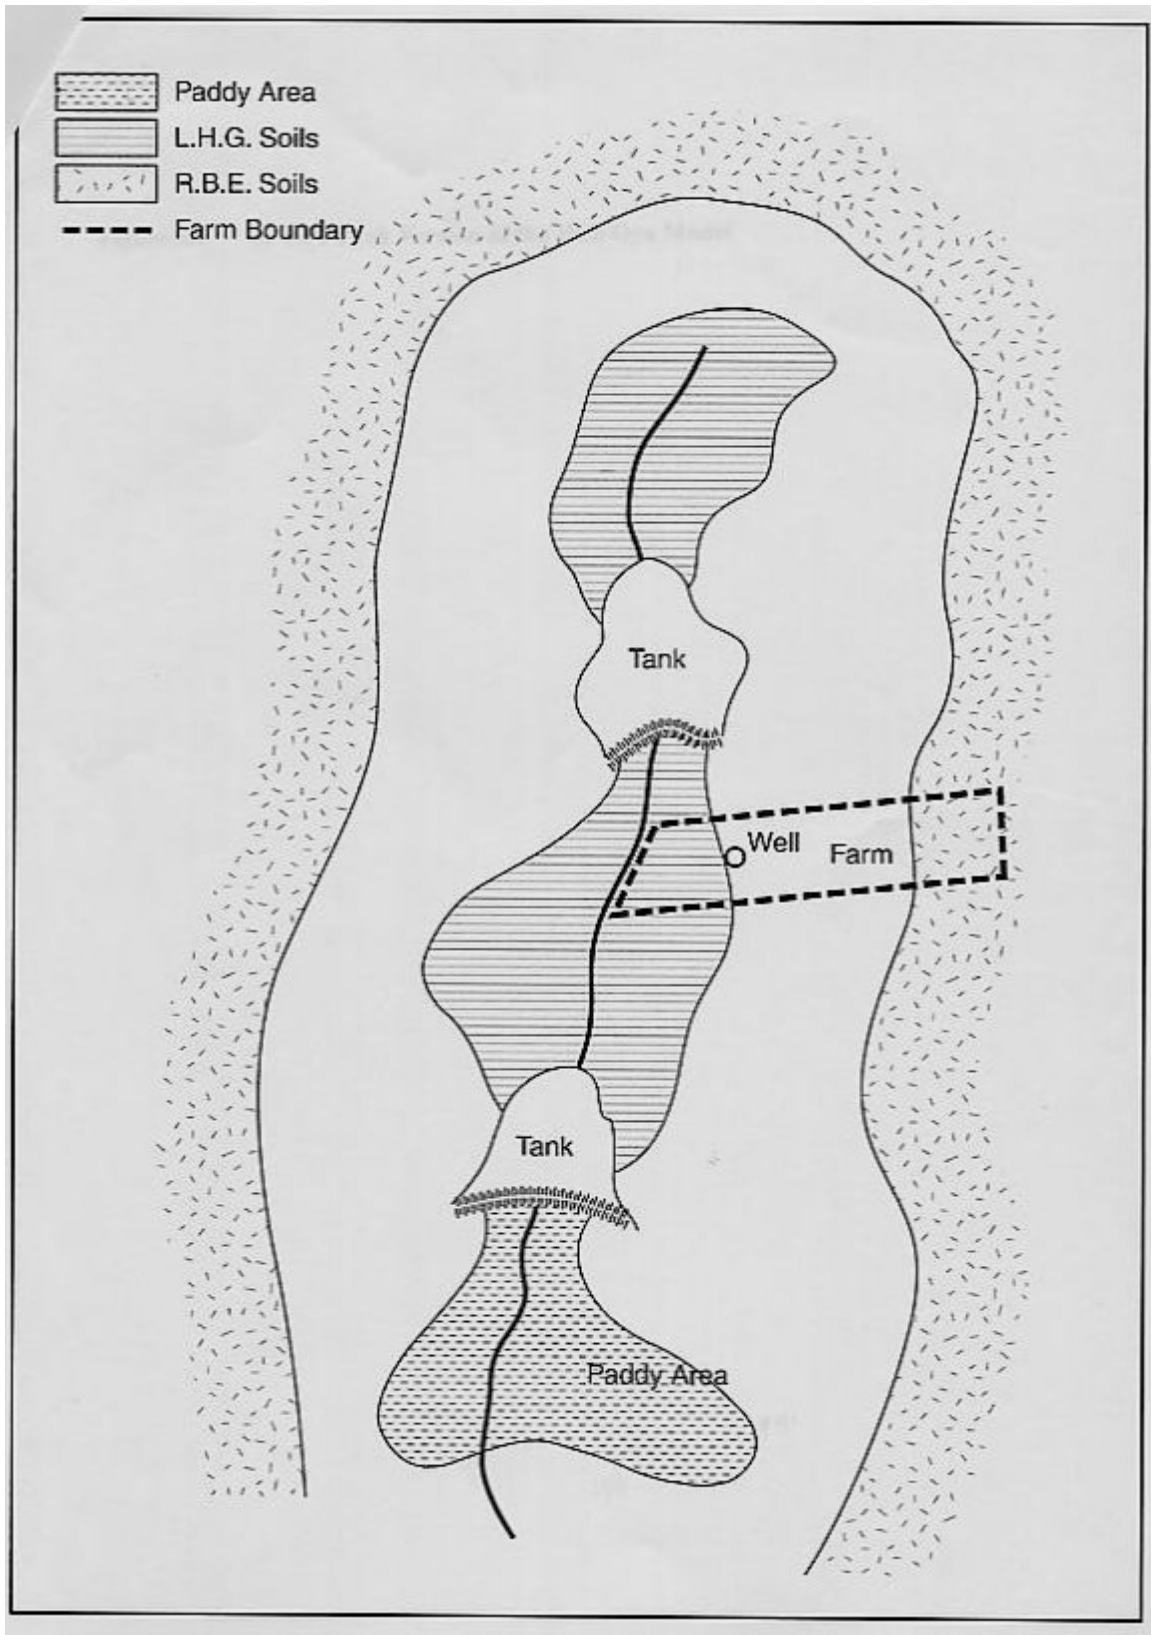 Paddy Area
L.H.G. Soils
R.B.E. Soils
Farm Boundary
Tank
Well
Farm
Tank
Paddy Area